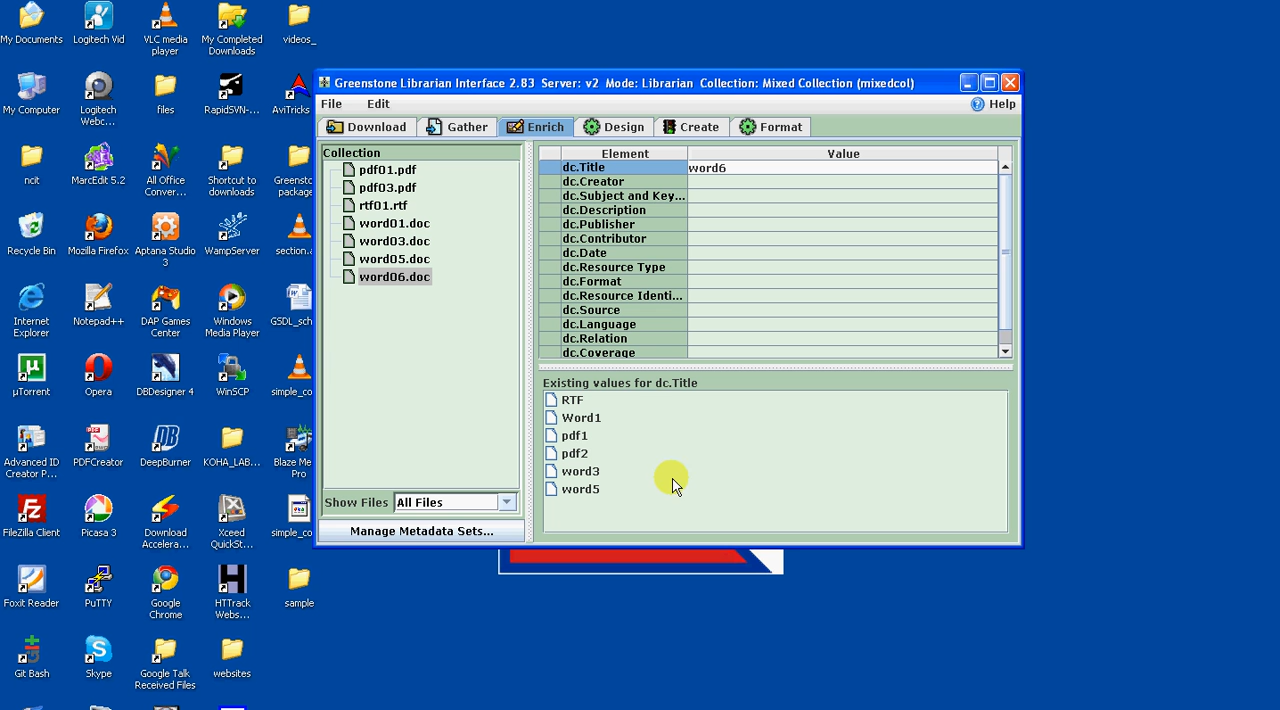 My Documents
Logitech Vid
VLC media player
My Completed Downloads
videos_
My Computer
Logitech Webc...
files
RapidSVN-...
AviTricks
ncit
MarcEdit 5.2
All Office Conver...
Shortcut to downloads
Greensto package
Recycle Bin
Mozilla Firefox
Aptana Studio 3
WampServer
section.a
Internet Explorer
Notepad++
DAP Games Center
Windows Media Player
GSDL_sch
µTorrent
Opera
DBDesigner 4
WinSCP
simple_co
Advanced ID Creator P...
PDFCreator
DeepBurner
KOHA_LAB...
Blaze Me Pro
FileZilla Client
Picasa 3
Download Accelera...
Xceed QuickSt...
simple_co
Foxit Reader
PuTTY
Google Chrome
HTTrack Webs...
sample
Git Bash
Skype
Google Talk Received Files
websites
Greenstone Librarian Interface 2.83 Server: v2 Mode: Librarian Collection: Mixed Collection (mixedcol)
File Edit Help
Download Gather Enrich Design Create Format
Collection
pdf01.pdf
pdf03.pdf
rtf01.rtf
word01.doc
word03.doc
word05.doc
word06.doc
Show Files All Files
Manage Metadata Sets...
Element Value
dc.Title word6
dc.Creator
dc.Subject and Key...
dc.Description
dc.Publisher
dc.Contributor
dc.Date
dc.Resource Type
dc.Format
dc.Resource Identi...
dc.Source
dc.Language
dc.Relation
dc.Coverage
Existing values for dc.Title
RTF
Word1
pdf1
pdf2
word3
word5